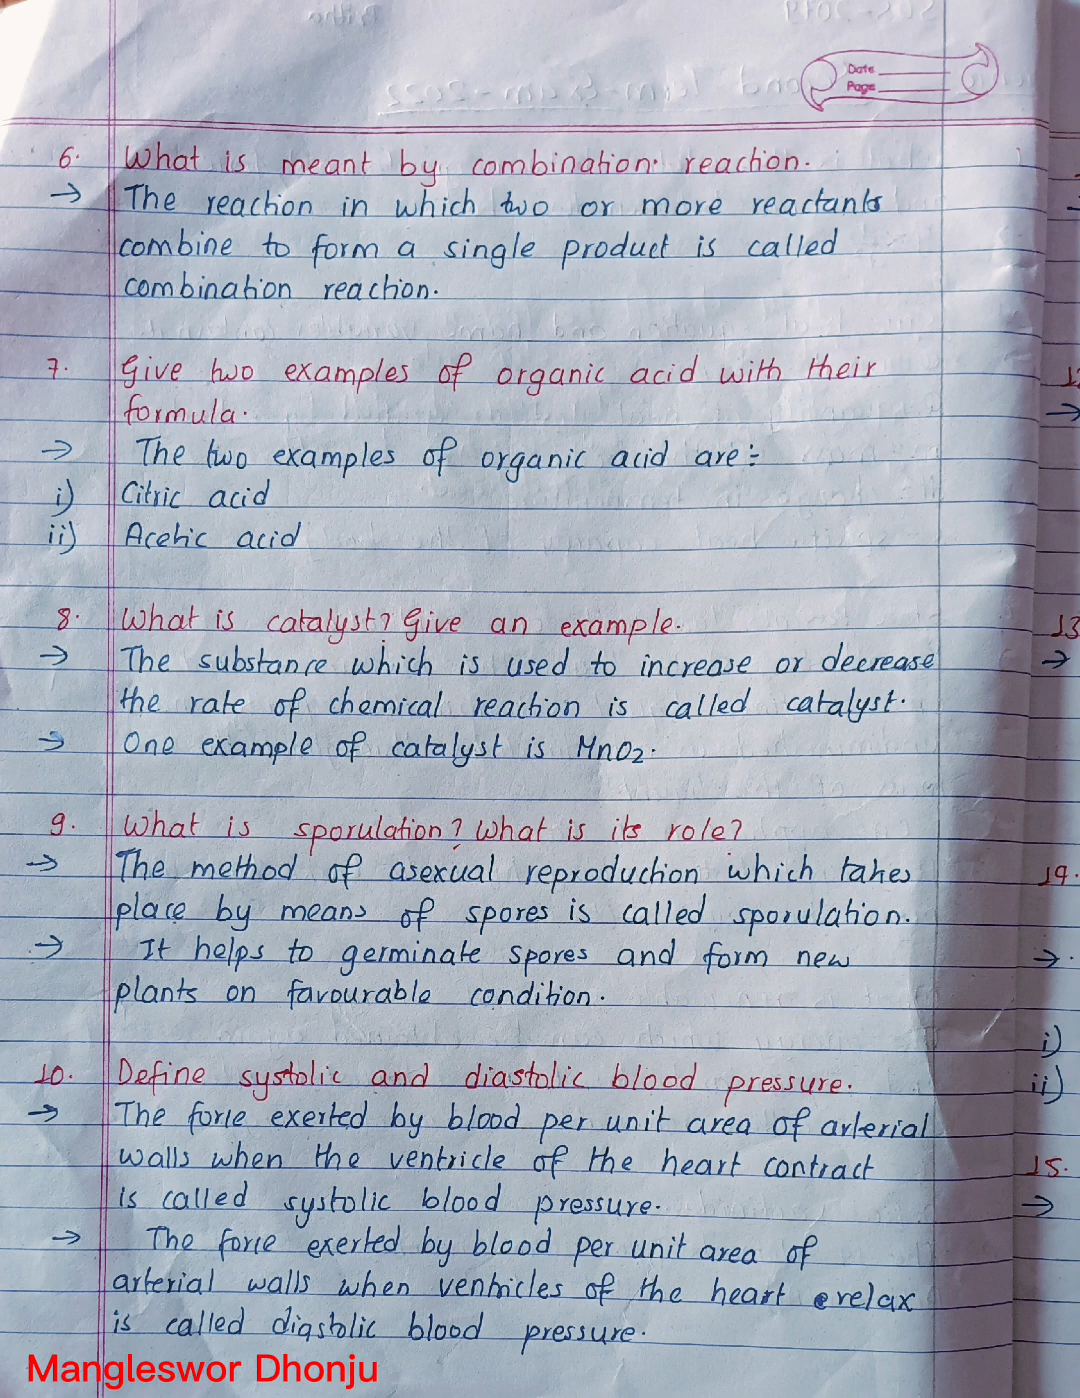 Date
Page
6. What is meant by combination reaction.
→ The reaction in which two or more reactants
combine to form a single product is called
combination reaction.
7. Give two examples of organic acid with their
formula.
→ The two examples of organic acid are:
i) Citric acid
ii) Acetic acid
8. What is catalyst? Give an example.
→ The substance which is used to increase or decrease
the rate of chemical reaction is called catalyst.
→ One example of catalyst is MnO2.
9. What is sporulation? What is its role?
→ The method of asexual reproduction which takes
place by means of spores is called sporulation.
→ It helps to germinate spores and form new
plants on favourable condition.
10. Define systolic and diastolic blood pressure.
→ The force exerted by blood per unit area of arterial
walls when the ventricle of the heart contract
is called systolic blood pressure.
→ The force exerted by blood per unit area of
arterial walls when ventricles of the heart relax
is called diastolic blood pressure.
13
→
14.
→
i)
ii)
15.
→
Mangleswor Dhonju